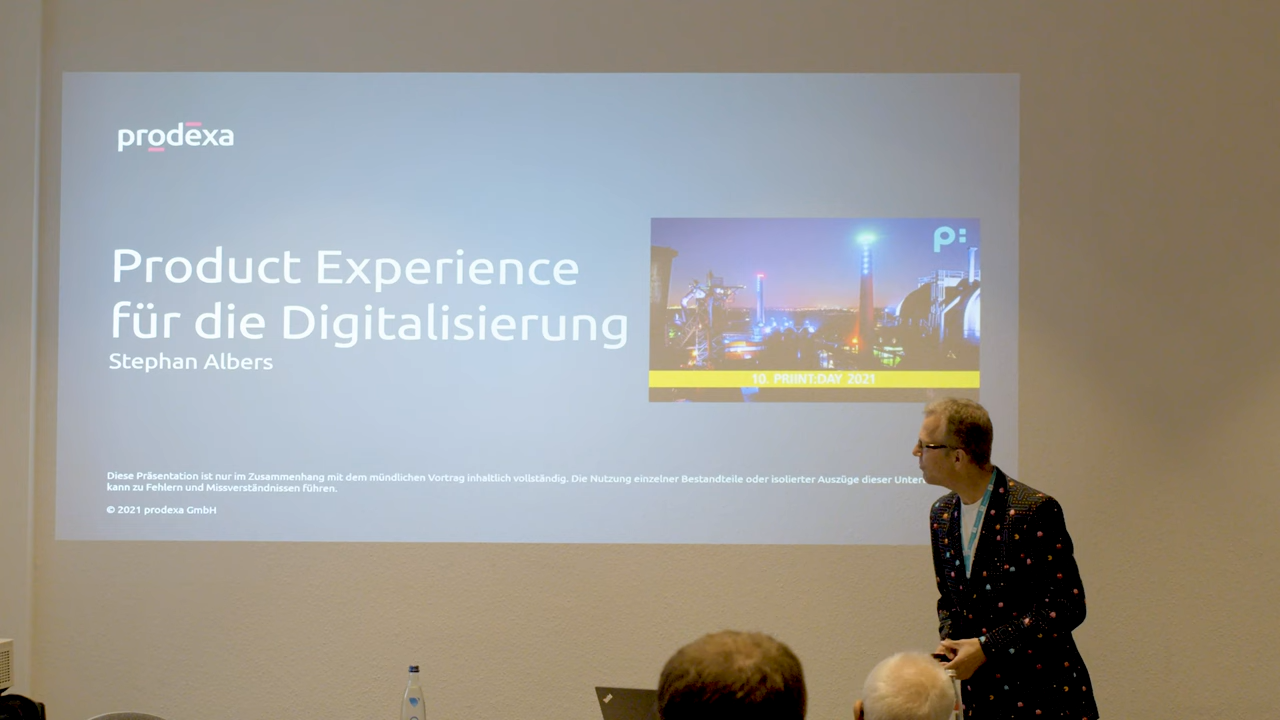 prodexa
Product Experience
für die Digitalisierung
Stephan Albers
p:
10. PRIINT:DAY 2021
Diese Präsentation ist nur im Zusammenhang mit dem mündlichen Vortrag inhaltlich vollständig. Die Nutzung einzelner Bestandteile oder isolierter Auszüge dieser
kann zu Fehlern und Missverständnissen führen.
© 2021 prodexa GmbH